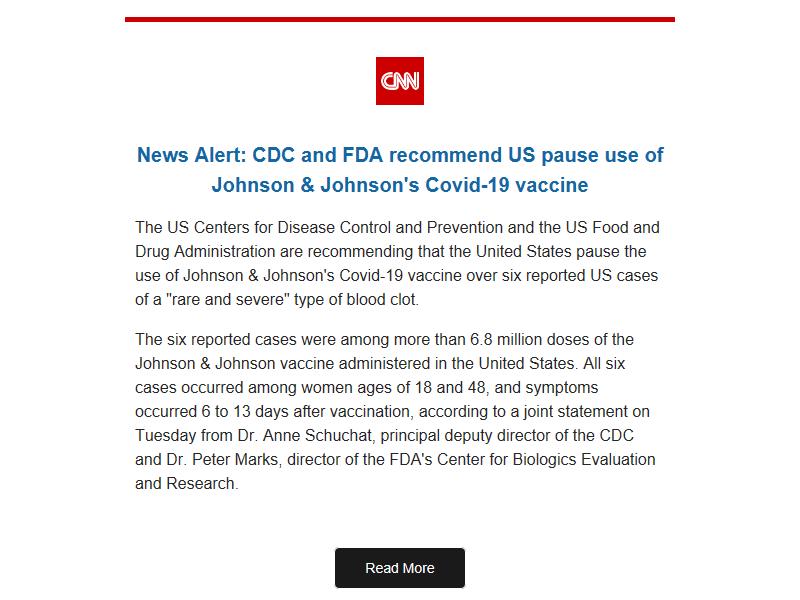 CNN
News Alert: CDC and FDA recommend US pause use of
Johnson & Johnson's Covid-19 vaccine
The US Centers for Disease Control and Prevention and the US Food and
Drug Administration are recommending that the United States pause the
use of Johnson & Johnson's Covid-19 vaccine over six reported US cases
of a "rare and severe" type of blood clot.
The six reported cases were among more than 6.8 million doses of the
Johnson & Johnson vaccine administered in the United States. All six
cases occurred among women ages of 18 and 48, and symptoms
occurred 6 to 13 days after vaccination, according to a joint statement on
Tuesday from Dr. Anne Schuchat, principal deputy director of the CDC
and Dr. Peter Marks, director of the FDA's Center for Biologics Evaluation
and Research.
Read More